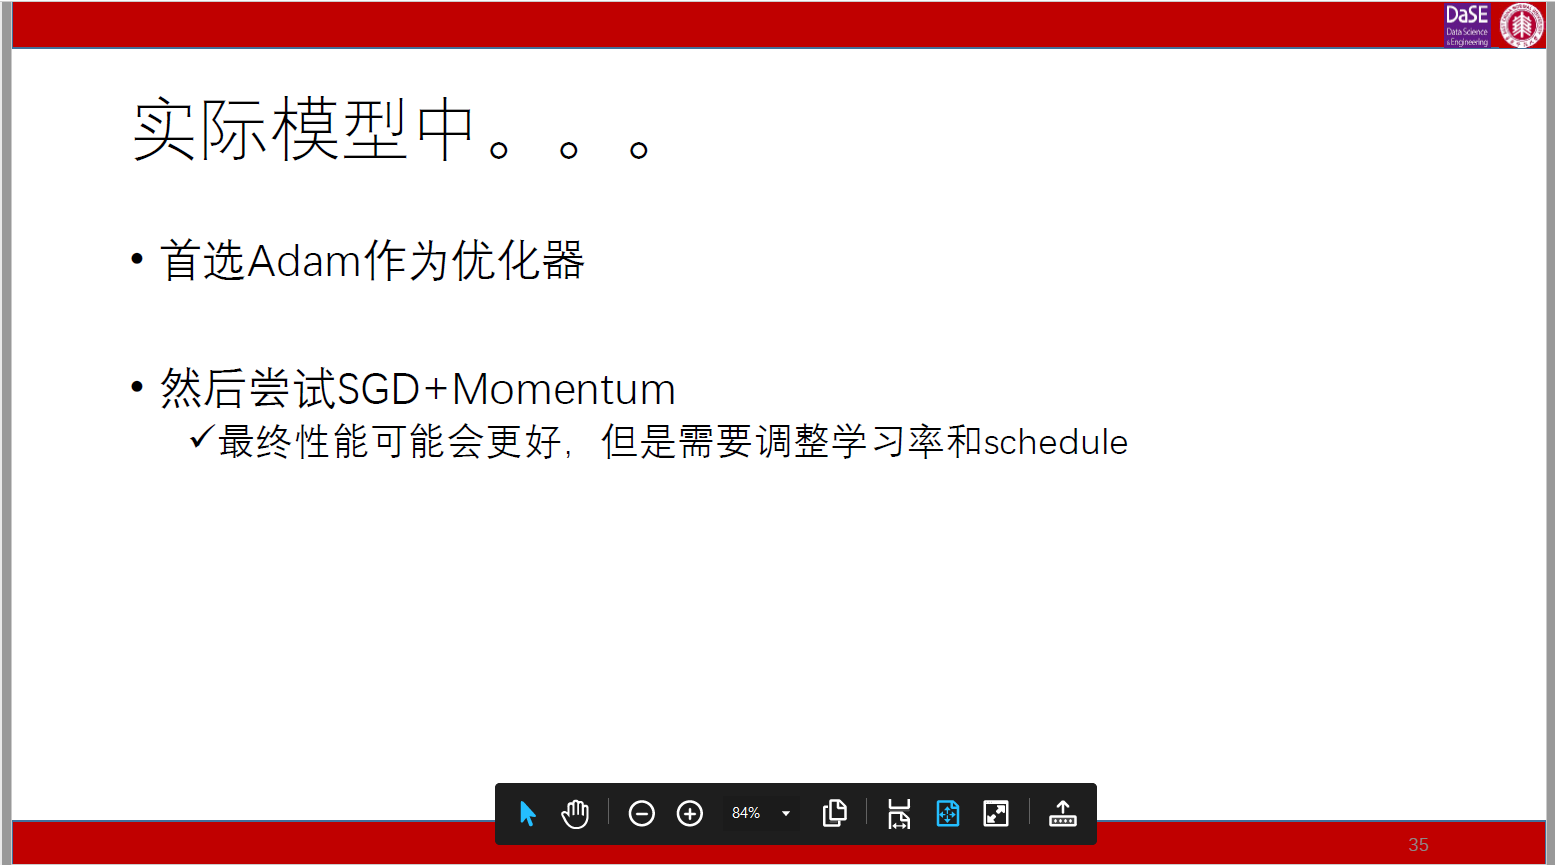 DaSE
Data Science
& Engineering
实际模型中。。。
• 首选Adam作为优化器
• 然后尝试SGD+Momentum
✓最终性能可能会更好，但是需要调整学习率和schedule
84%
35